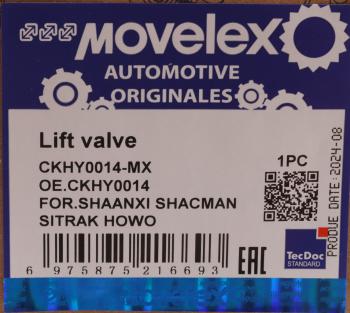 movelex
AUTOMOTIVE
ORIGINALES
Lift valve
CKHY0014-MX
OE.CKHY0014
FOR.SHAANXI SHACMAN
SITRAK HOWO
1PC
PRODUE DATE:2024-08
6 975875 216693
EAC
TecDoc
STANDARD